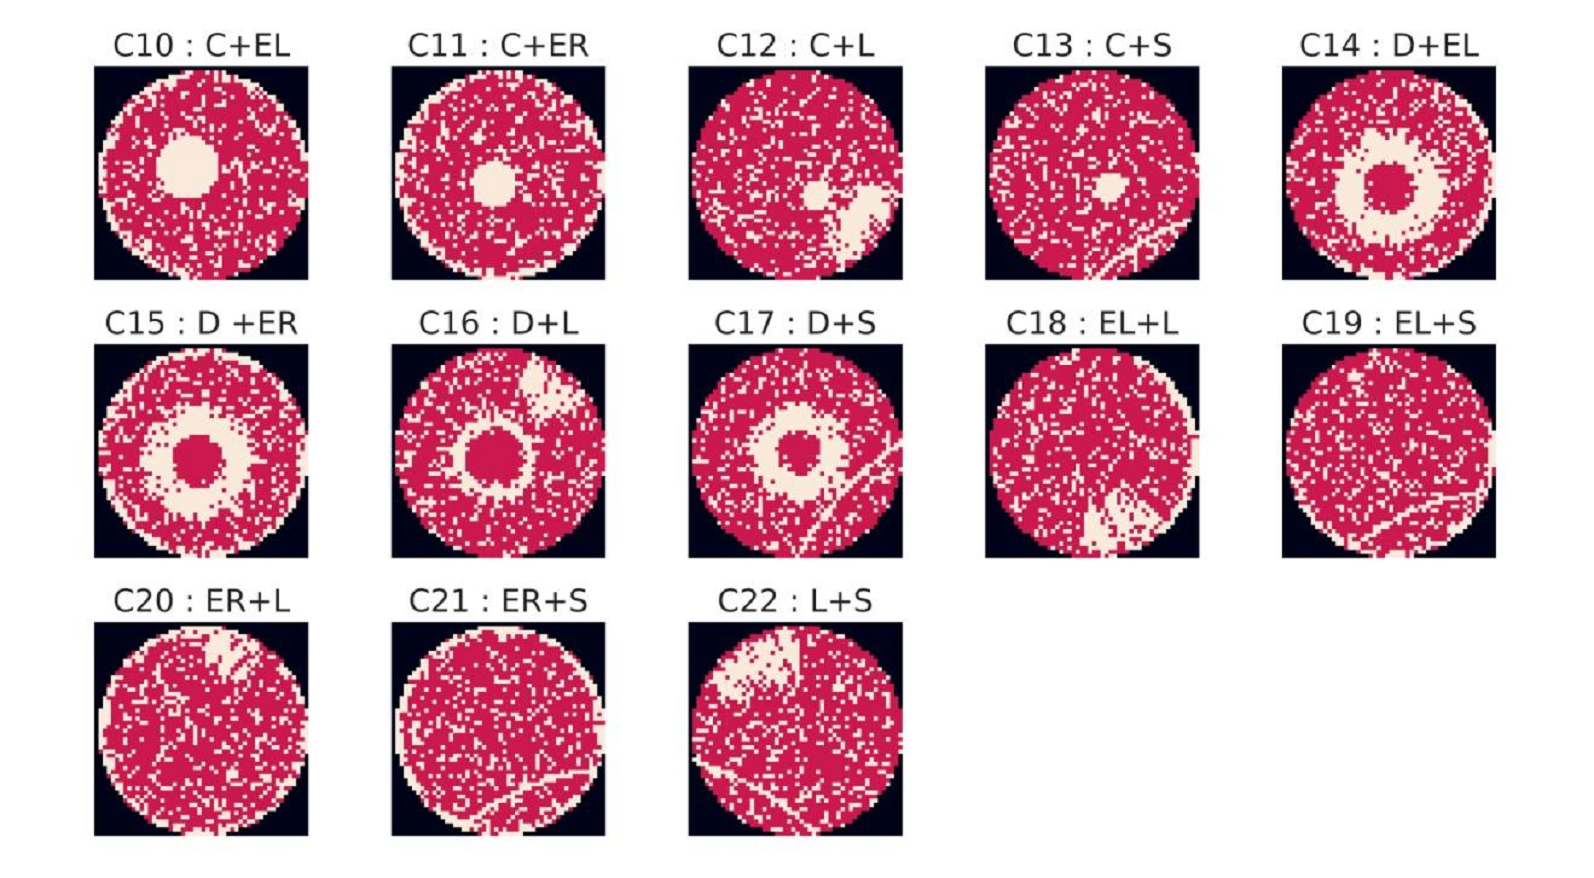 C10 : C+EL
C11 : C+ER
C12 : C+L
C13 : C+S
C14 : D+EL
C15 : D +ER
C16 : D+L
C17 : D+S
C18 : EL+L
C19 : EL+S
C20 : ER+L
C21 : ER+S
C22 : L+S